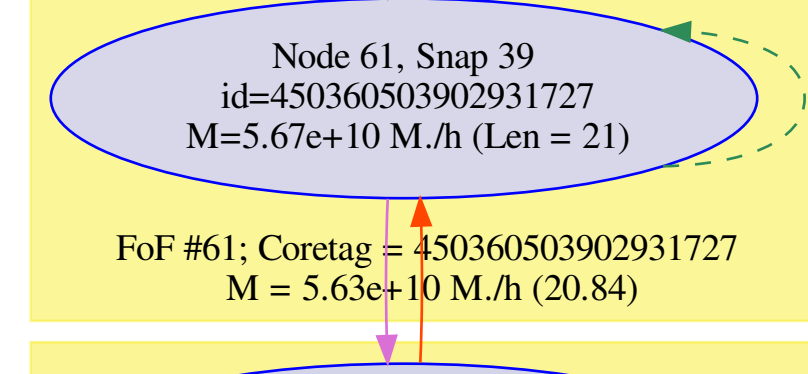 Node 61, Snap 39
id=450360503902931727
M=5.67e+10 M./h (Len = 21)
FoF #61; Coretag = 450360503902931727
M = 5.63e+10 M./h (20.84)